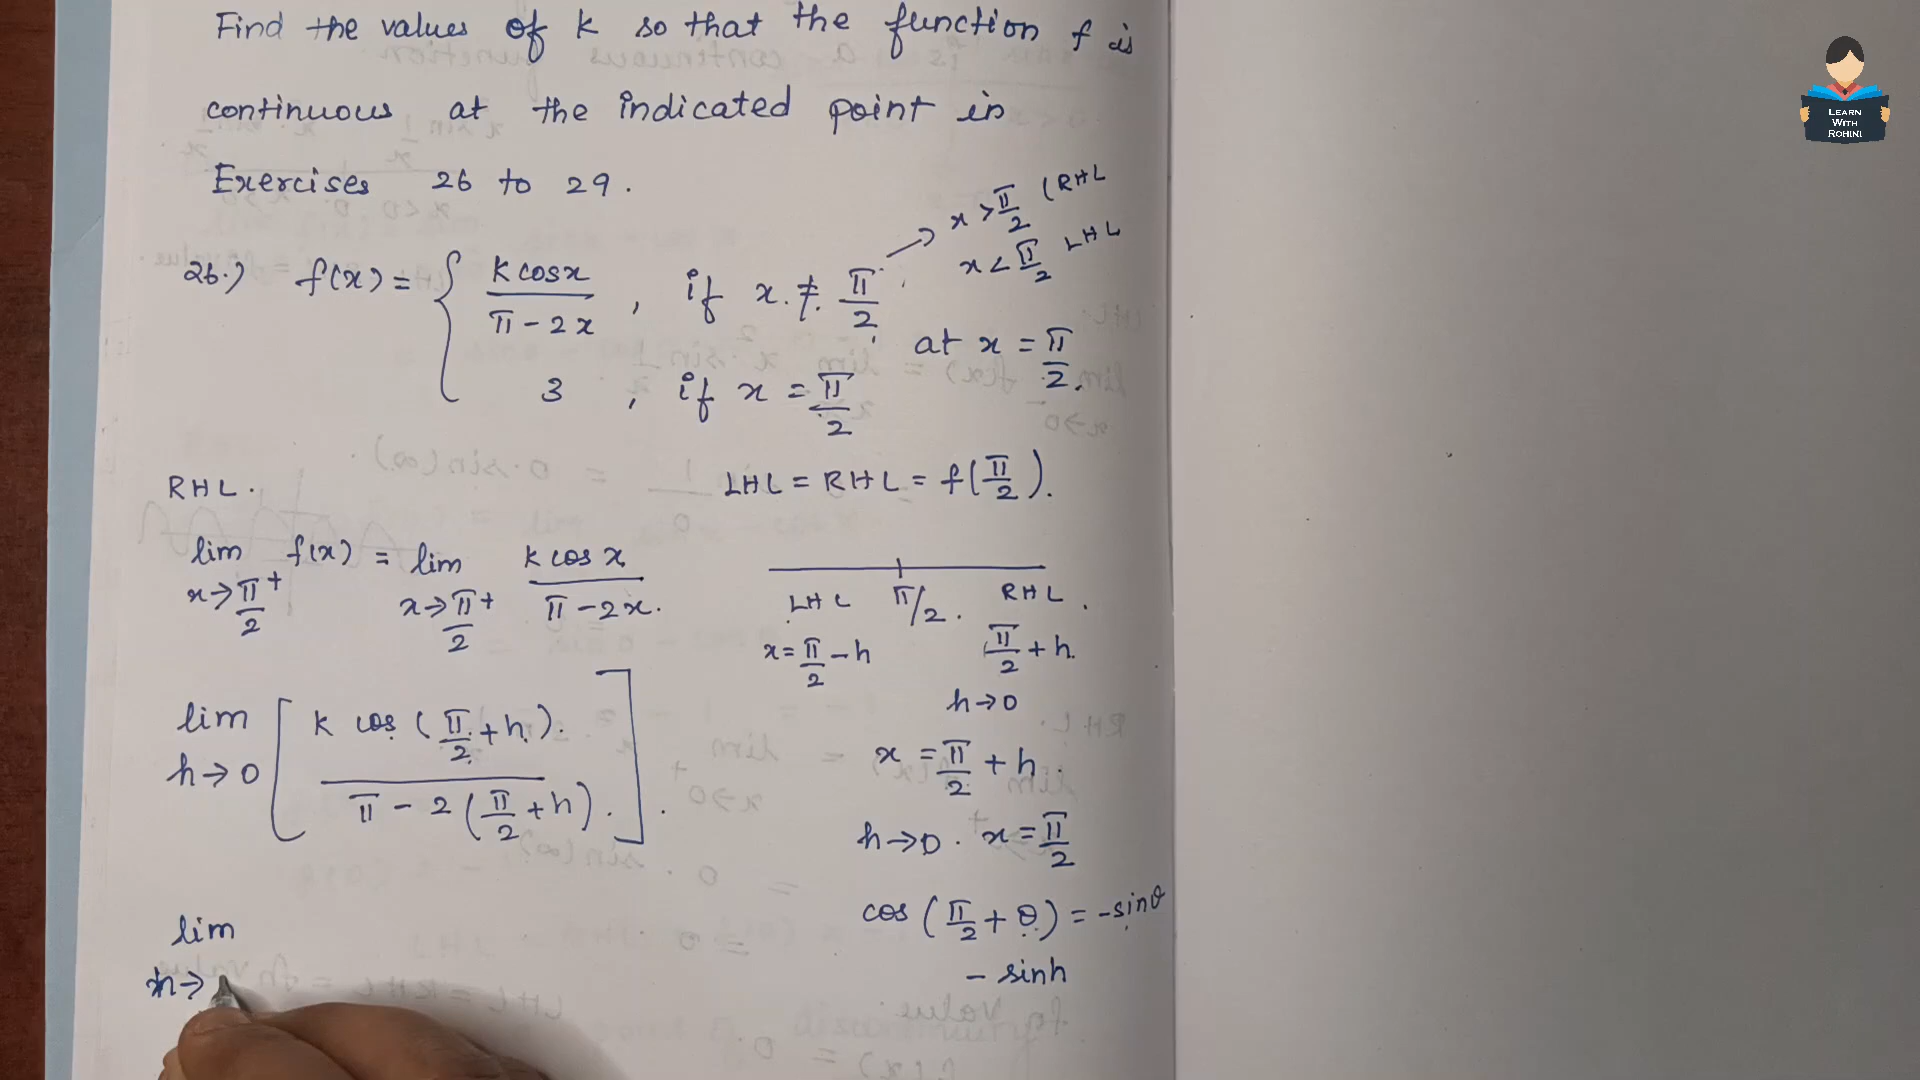 Find the values of k so that the function f is
continuous at the indicated point in
Exercises 26 to 29.
26.) f(x) = { k cosx / π - 2x , if x ≠ π/2
3 , if x = π/2
at x = π/2.
→ x > π/2 (RHL
x < π/2 LHL
RHL.
LHL = RHL = f(π/2).
lim x→π/2+ f(x) = lim x→π/2+ k cos x / π - 2x.
LHL π/2. RHL.
x = π/2 - h π/2 + h.
h→0
lim h→0 [ k cos (π/2 + h). / π - 2 (π/2 + h). ].
x = π/2 + h.
h→0. x = π/2
cos (π/2 + θ) = -sinθ
- sinh
lim
h→
LEARN
WITH
ROHINI